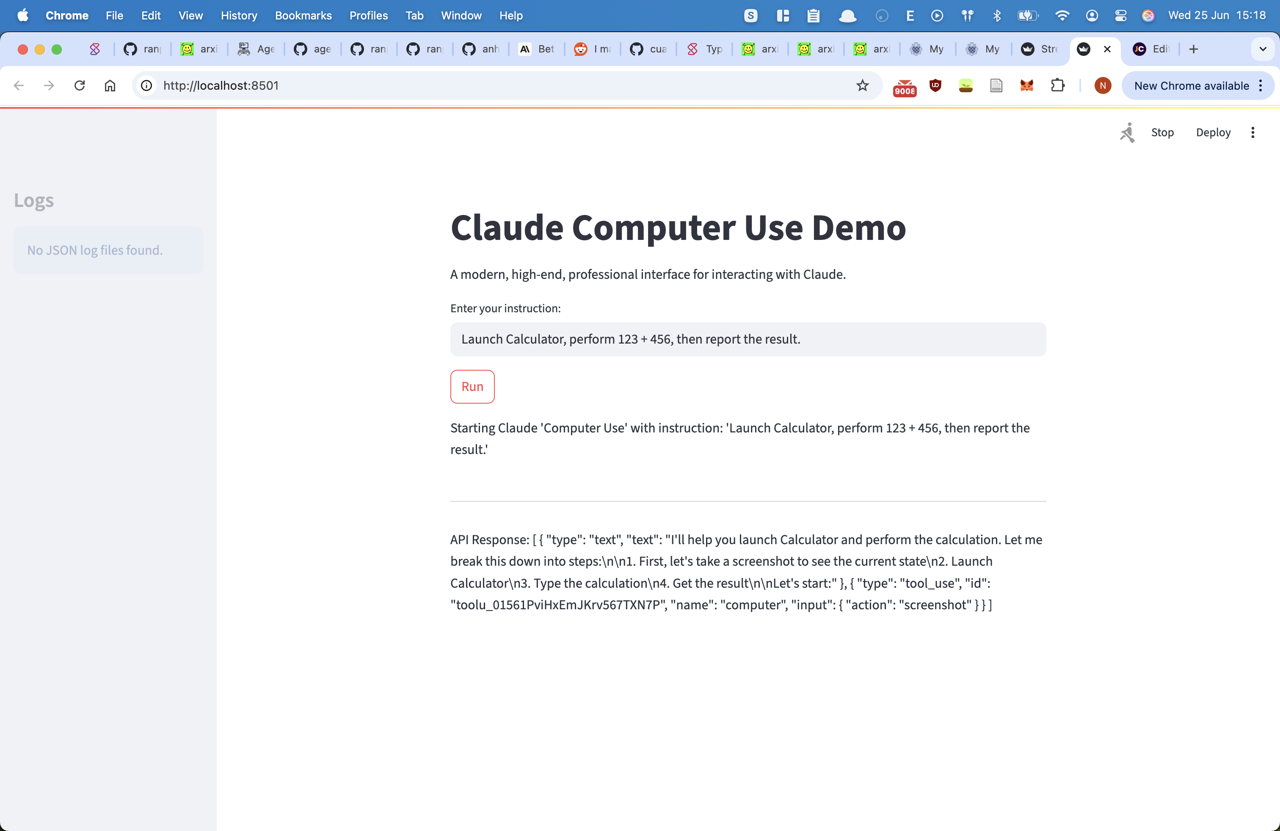 Chrome File Edit View History Bookmarks Profiles Tab Window Help
S E Wed 25 Jun 15:18
ran arxi Age age ran ran anh Bet I m cua Typ arxi arxi arxi My My Stre Edi
http://localhost:8501
9008
N
New Chrome available
Stop Deploy
Logs
No JSON log files found.
Claude Computer Use Demo
A modern, high-end, professional interface for interacting with Claude.
Enter your instruction:
Launch Calculator, perform 123 + 456, then report the result.
Run
Starting Claude 'Computer Use' with instruction: 'Launch Calculator, perform 123 + 456, then report the
result.'
API Response: [ { "type": "text", "text": "I'll help you launch Calculator and perform the calculation. Let me
break this down into steps:\n\n1. First, let's take a screenshot to see the current state\n2. Launch
Calculator\n3. Type the calculation\n4. Get the result\n\nLet's start:" }, { "type": "tool_use", "id":
"toolu_01561PviHxEmJKrv567TXN7P", "name": "computer", "input": { "action": "screenshot" } } ]